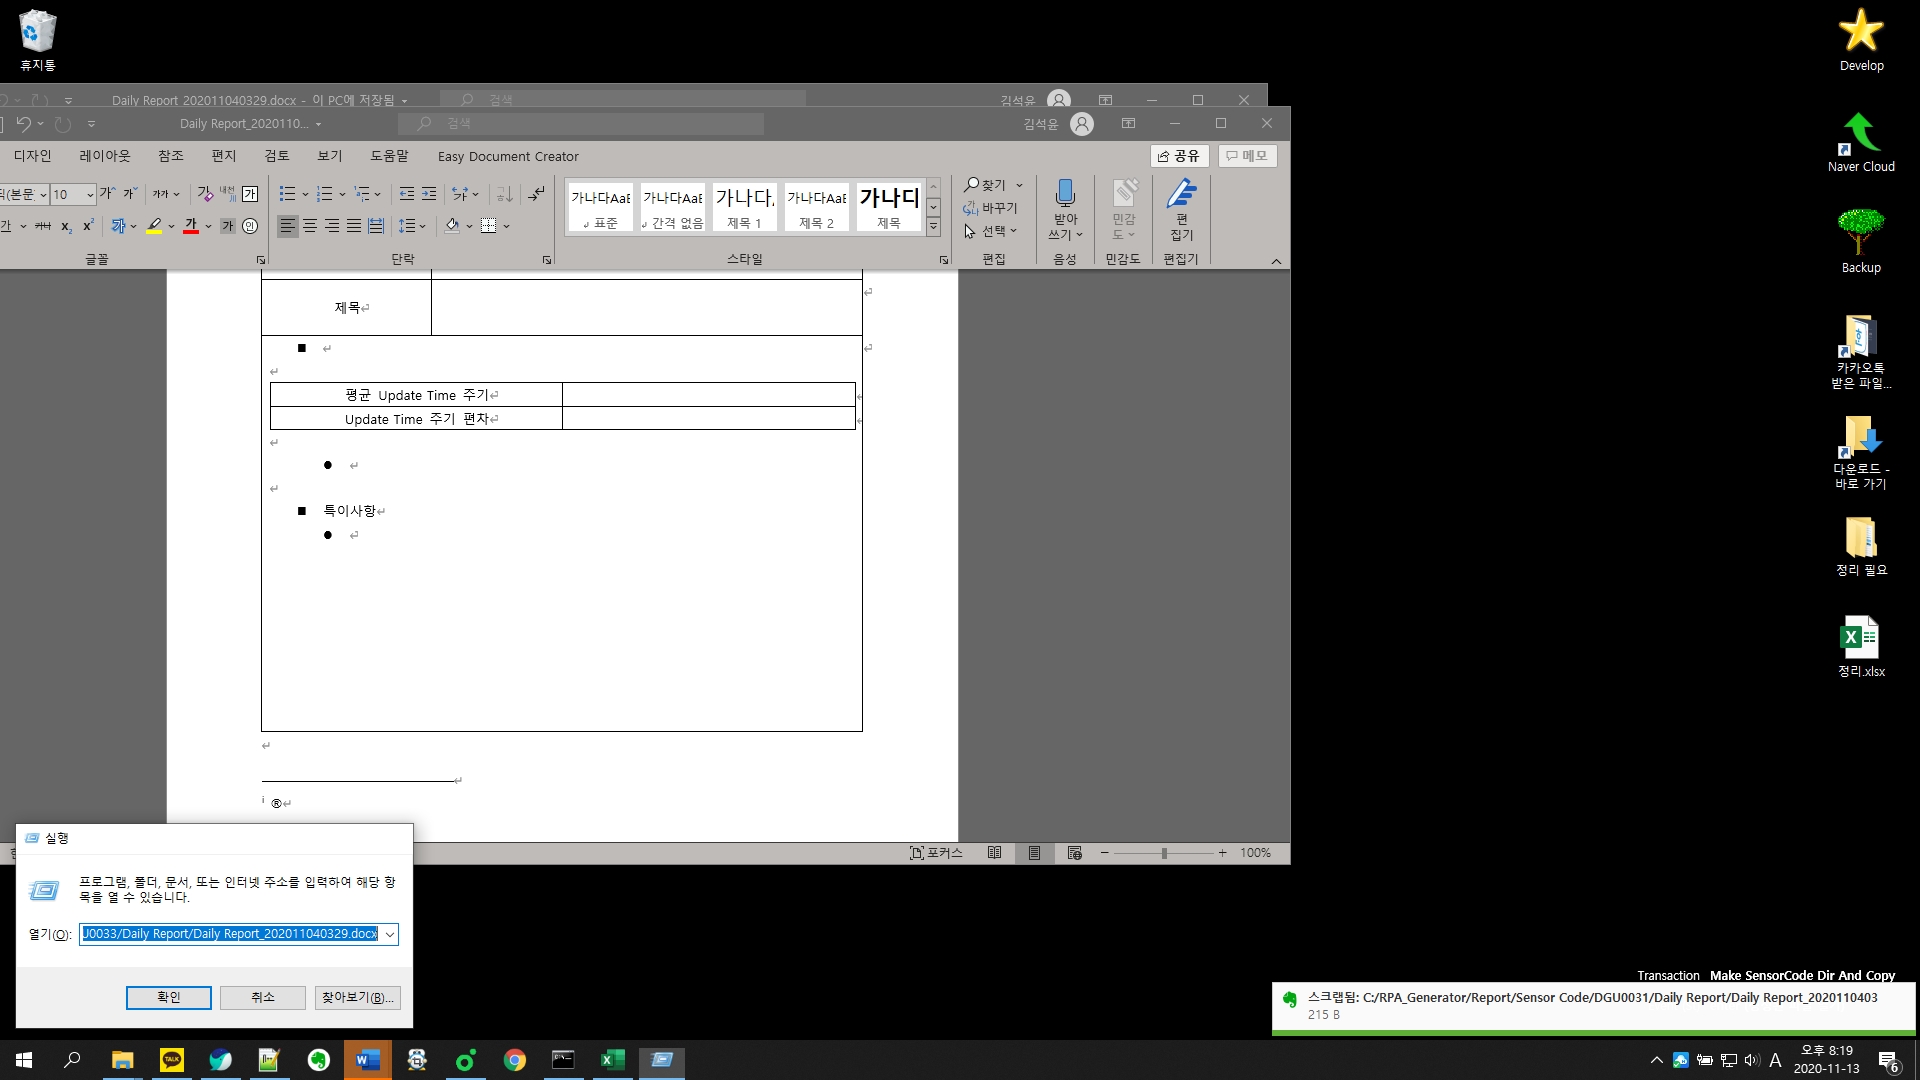 휴지통
Develop
Naver Cloud
Backup
카카오톡
받은 파일...
다운로드 -
바로 가기
정리 필요
정리.xlsx
Daily Report_202011040329.docx - 이 PC에 저장됨
검색
김석윤
Daily Report_2020110...
검색
김석윤
디자인 레이아웃 참조 편지 검토 보기 도움말 Easy Document Creator
공유 메모
10
가나다AaB 가나다AaB 가나다, 가나다AaB 가나다
표준 간격 없음 제목 1 제목 2 제목
찾기
바꾸기
선택
받아
쓰기
민감
도
편
집기
글꼴 단락 스타일 편집 음성 민감도 편집기
제목
평균 Update Time 주기
Update Time 주기 편차
특이사항
i ®
포커스
100%
실행
프로그램, 폴더, 문서, 또는 인터넷 주소를 입력하여 해당 항
목을 열 수 있습니다.
열기(O): J0033/Daily Report/Daily Report_202011040329.docx
확인 취소 찾아보기(B)...
Transaction Make SensorCode Dir And Copy
스크랩됨: C:/RPA_Generator/Report/Sensor Code/DGU0031/Daily Report/Daily Report_2020110403
215 B
TALK
A
오후 8:19
2020-11-13
6